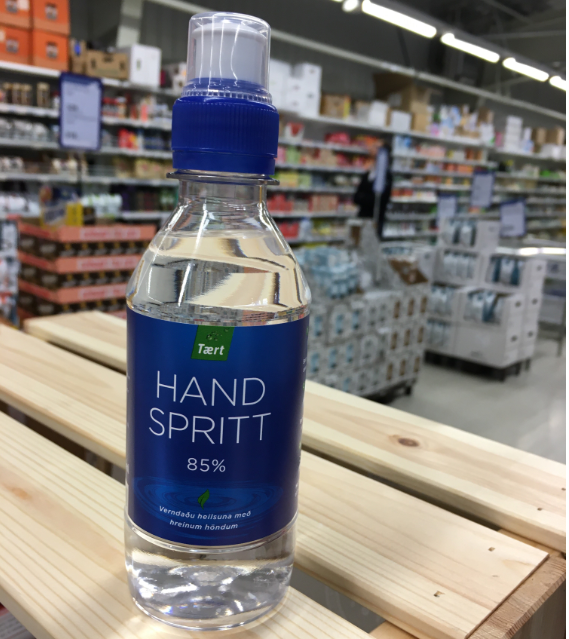 Tært
HAND
SPRITT
85%
Verndaðu heilsuna með
hreinum höndum